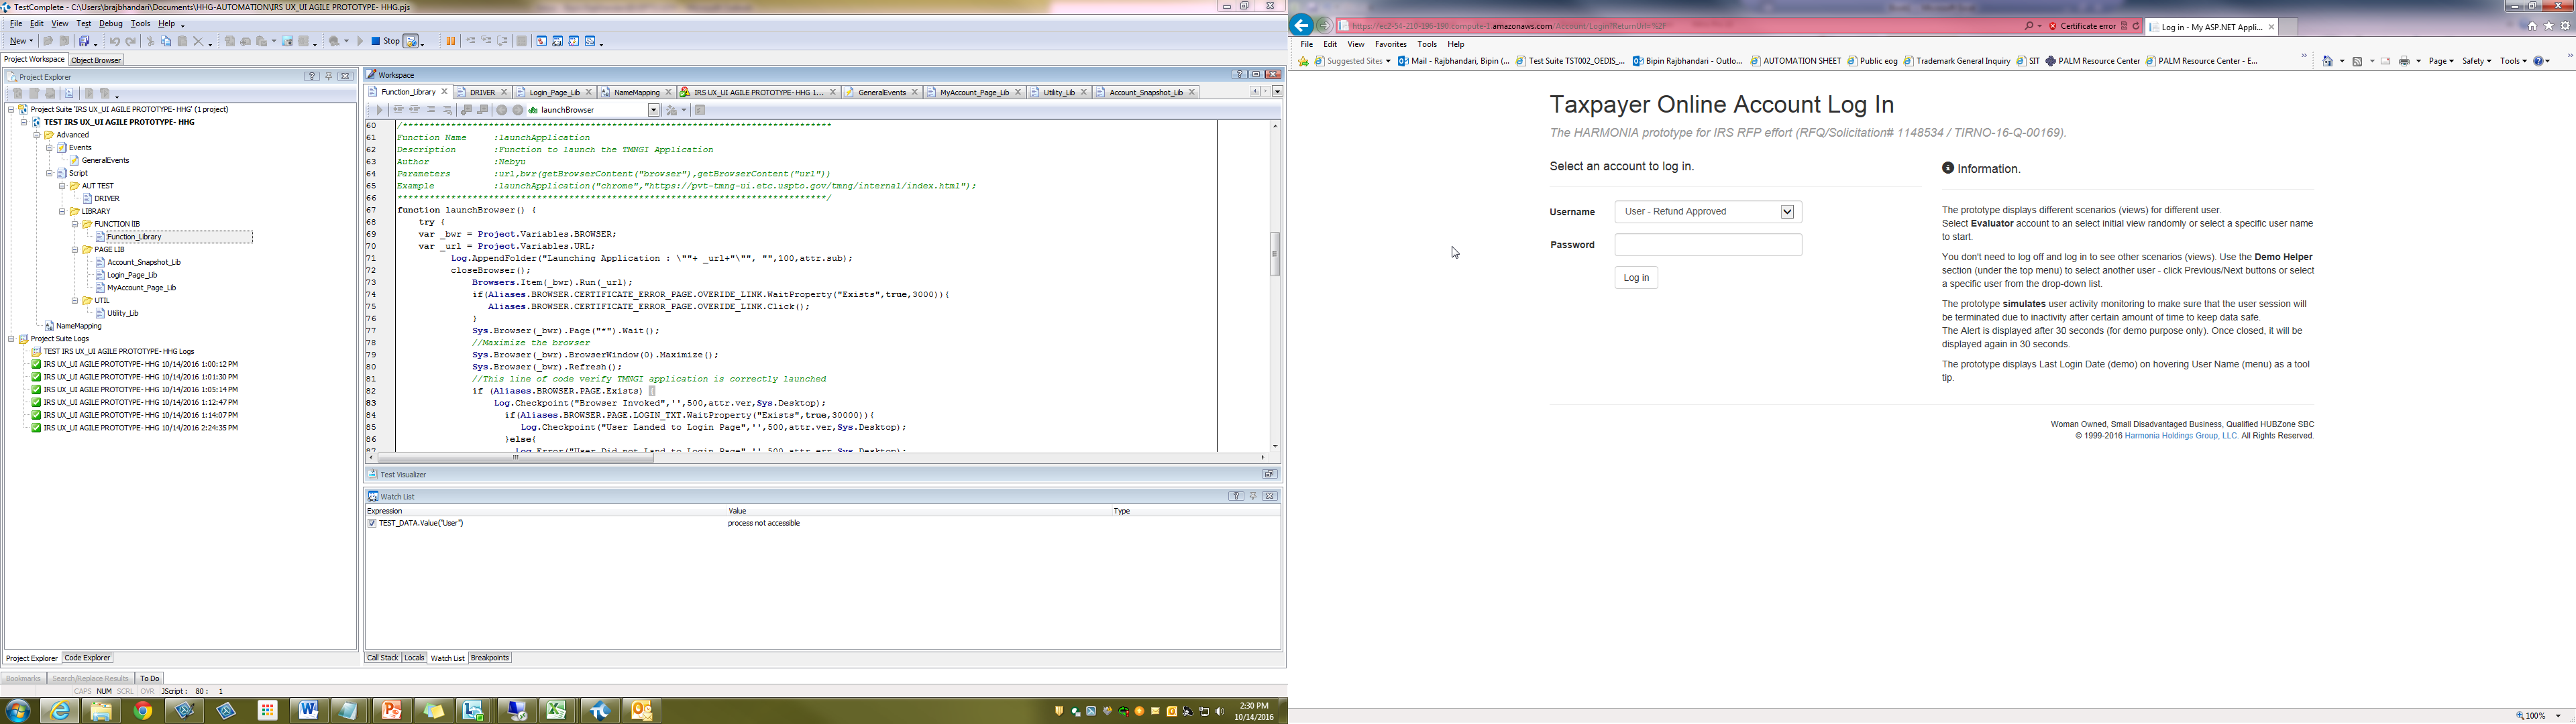 TestComplete - C:\Users\brajbhandari\Documents\HHG-AUTOMATION\IRS UX_UI AGILE PROTOTYPE- HHG.pjs
File Edit View Test Debug Tools Help
New Stop
Project Workspace Object Browser
Project Explorer
Project Suite 'IRS UX_UI AGILE PROTOTYPE- HHG' (1 project)
TEST IRS UX_UI AGILE PROTOTYPE- HHG
Advanced
Events
GeneralEvents
Script
AUT TEST
DRIVER
LIBRARY
FUNCTION lIB
Function_Library
PAGE LIB
Account_Snapshot_Lib
Login_Page_Lib
MyAccount_Page_Lib
UTIL
Utility_Lib
NameMapping
Project Suite Logs
TEST IRS UX_UI AGILE PROTOTYPE- HHG Logs
IRS UX_UI AGILE PROTOTYPE- HHG 10/14/2016 1:00:12 PM
IRS UX_UI AGILE PROTOTYPE- HHG 10/14/2016 1:01:30 PM
IRS UX_UI AGILE PROTOTYPE- HHG 10/14/2016 1:05:14 PM
IRS UX_UI AGILE PROTOTYPE- HHG 10/14/2016 1:12:47 PM
IRS UX_UI AGILE PROTOTYPE- HHG 10/14/2016 1:14:07 PM
IRS UX_UI AGILE PROTOTYPE- HHG 10/14/2016 2:24:35 PM
Project Explorer Code Explorer
Workspace
Function_Library DRIVER Login_Page_Lib NameMapping IRS UX_UI AGILE PROTOTYPE- HHG 1... GeneralEvents MyAccount_Page_Lib Utility_Lib Account_Snapshot_Lib
launchBrowser
60 /********************************************************************************
61 Function Name :launchApplication
62 Description :Function to launch the TMNGI Application
63 Author :Nebyu
64 Parameters :url,bwr(getBrowserContent("browser"),getBrowserContent("url"))
65 Example :launchApplication("chrome","https://pvt-tmng-ui.etc.uspto.gov/tmng/internal/index.html");
66 ********************************************************************************/
67 function launchBrowser() {
68 try {
69 var _bwr = Project.Variables.BROWSER;
70 var _url = Project.Variables.URL;
71 Log.AppendFolder("Launching Application : \""+ _url+"\"", "",100,attr.sub);
72 closeBrowser();
73 Browsers.Item(_bwr).Run(_url);
74 if(Aliases.BROWSER.CERTIFICATE_ERROR_PAGE.OVERIDE_LINK.WaitProperty("Exists",true,3000)){
75 Aliases.BROWSER.CERTIFICATE_ERROR_PAGE.OVERIDE_LINK.Click();
76 }
77 Sys.Browser(_bwr).Page("*").Wait();
78 //Maximize the browser
79 Sys.Browser(_bwr).BrowserWindow(0).Maximize();
80 Sys.Browser(_bwr).Refresh();
81 //This line of code verify TMNGI application is correctly launched
82 if (Aliases.BROWSER.PAGE.Exists) {
83 Log.Checkpoint("Browser Invoked",'',500,attr.ver,Sys.Desktop);
84 if(Aliases.BROWSER.PAGE.LOGIN_TXT.WaitProperty("Exists",true,30000)){
85 Log.Checkpoint("User Landed to Login Page",'',500,attr.ver,Sys.Desktop);
86 }else{
87 Log.Error("User Did not Land to Login Page",'',500,attr.err,Sys.Desktop);
Test Visualizer
Watch List
Expression Value Type
TEST_DATA.Value("User") process not accessible
Call Stack Locals Watch List Breakpoints
Bookmarks Search/Replace Results To Do
CAPS NUM SCRL OVR JScript : 80 : 1
2:30 PM
10/14/2016
https://ec2-54-210-196-190.compute-1.amazonaws.com/Account/Login?ReturnUrl=%2F Certificate error Log in - My ASP.NET Appli...
File Edit View Favorites Tools Help
Suggested Sites Mail - Rajbhandari, Bipin (... Test Suite TST002_OEDIS_... Bipin Rajbhandari - Outlo... AUTOMATION SHEET Public eog Trademark General Inquiry SIT PALM Resource Center PALM Resource Center - E... Page Safety Tools
Taxpayer Online Account Log In
The HARMONIA prototype for IRS RFP effort (RFQ/Solicitation# 1148534 / TIRNO-16-Q-00169).
Select an account to log in.
Username User - Refund Approved
Password
Log in
Information.
The prototype displays different scenarios (views) for different user.
Select Evaluator account to an select initial view randomly or select a specific user name
to start.
You don't need to log off and log in to see other scenarios (views). Use the Demo Helper
section (under the top menu) to select another user - click Previous/Next buttons or select
a specific user from the drop-down list.
The prototype simulates user activity monitoring to make sure that the user session will
be terminated due to inactivity after certain amount of time to keep data safe.
The Alert is displayed after 30 seconds (for demo purpose only). Once closed, it will be
displayed again in 30 seconds.
The prototype displays Last Login Date (demo) on hovering User Name (menu) as a tool
tip.
Woman Owned, Small Disadvantaged Business, Qualified HUBZone SBC
© 1999-2016 Harmonia Holdings Group, LLC. All Rights Reserved.
100%